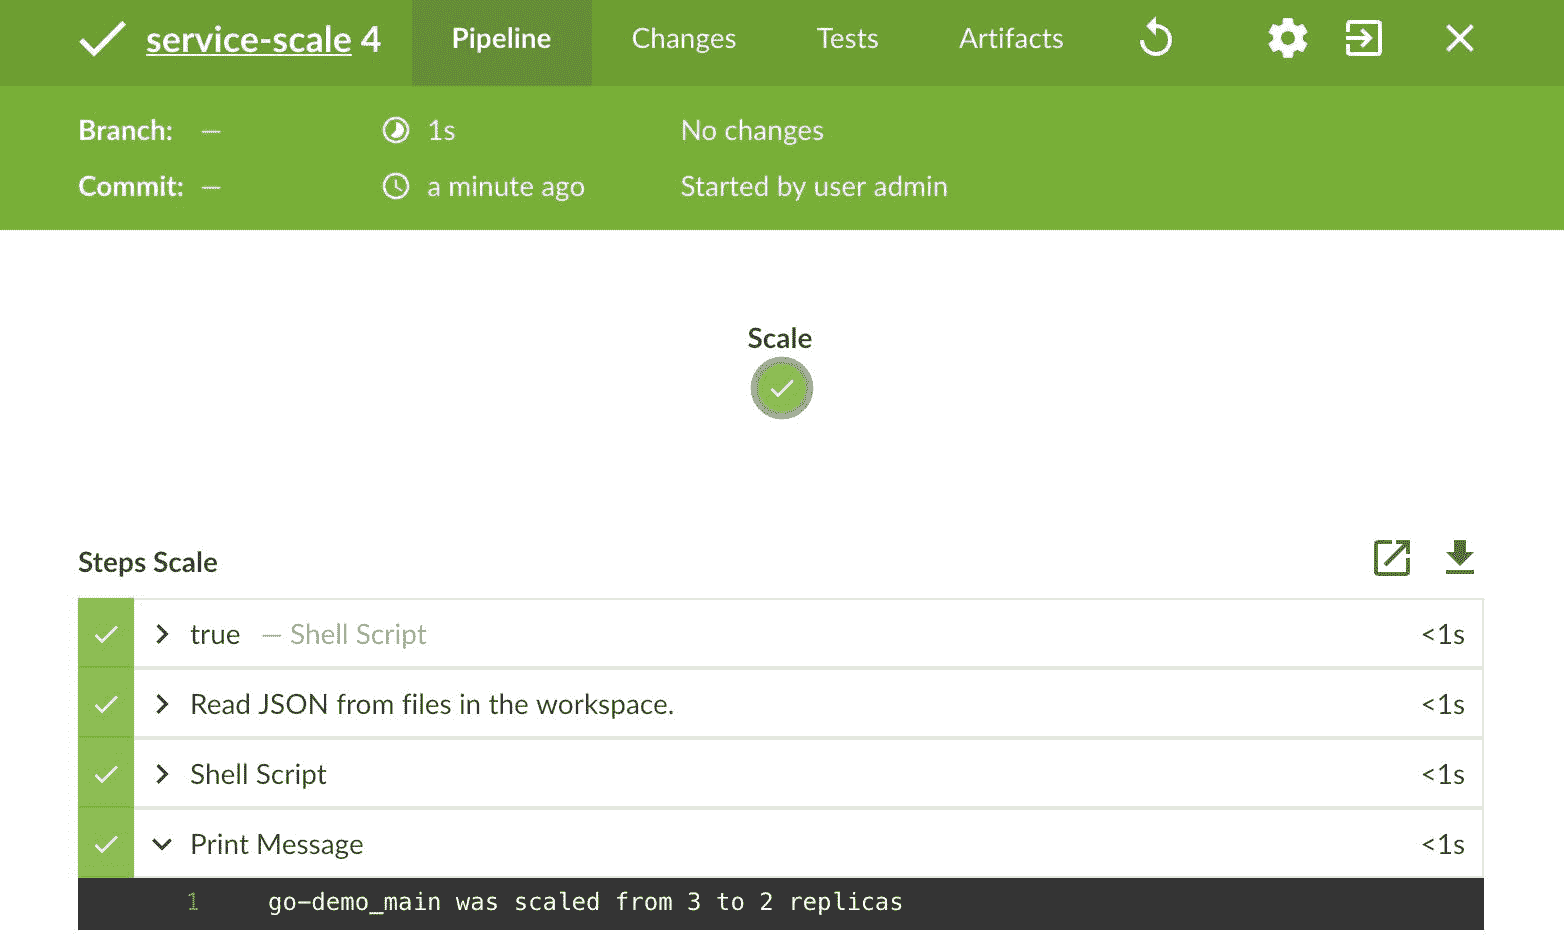 service-scale 4 Pipeline Changes Tests Artifacts
Branch: — 1s No changes
Commit: — a minute ago Started by user admin
Scale
Steps Scale
true — Shell Script <1s
Read JSON from files in the workspace. <1s
Shell Script <1s
Print Message <1s
1 go-demo_main was scaled from 3 to 2 replicas